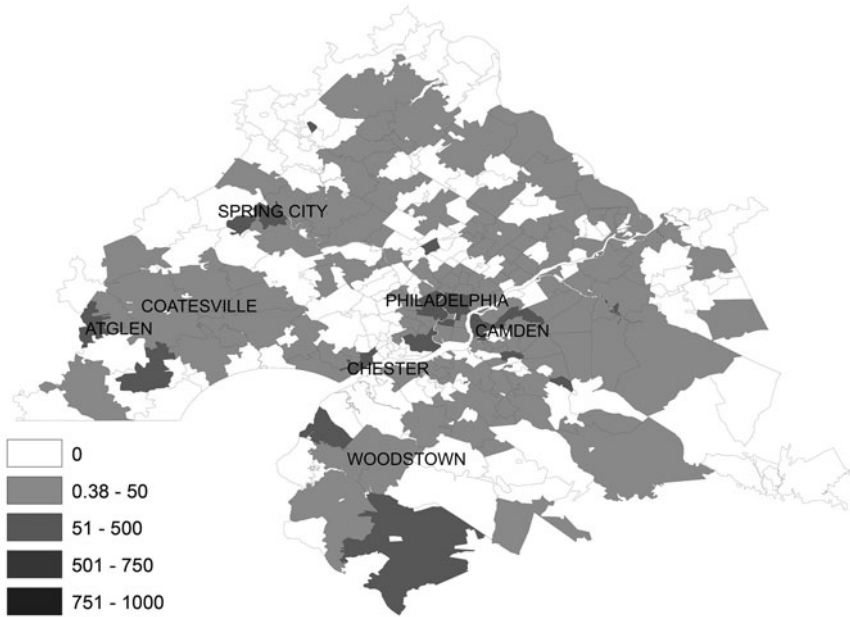 SPRING CITY
COATESVILLE
PHILADELPHIA
ATGLEN
CAMDEN
CHESTER
WOODSTOWN
0
0.38 - 50
51 - 500
501 - 750
751 - 1000